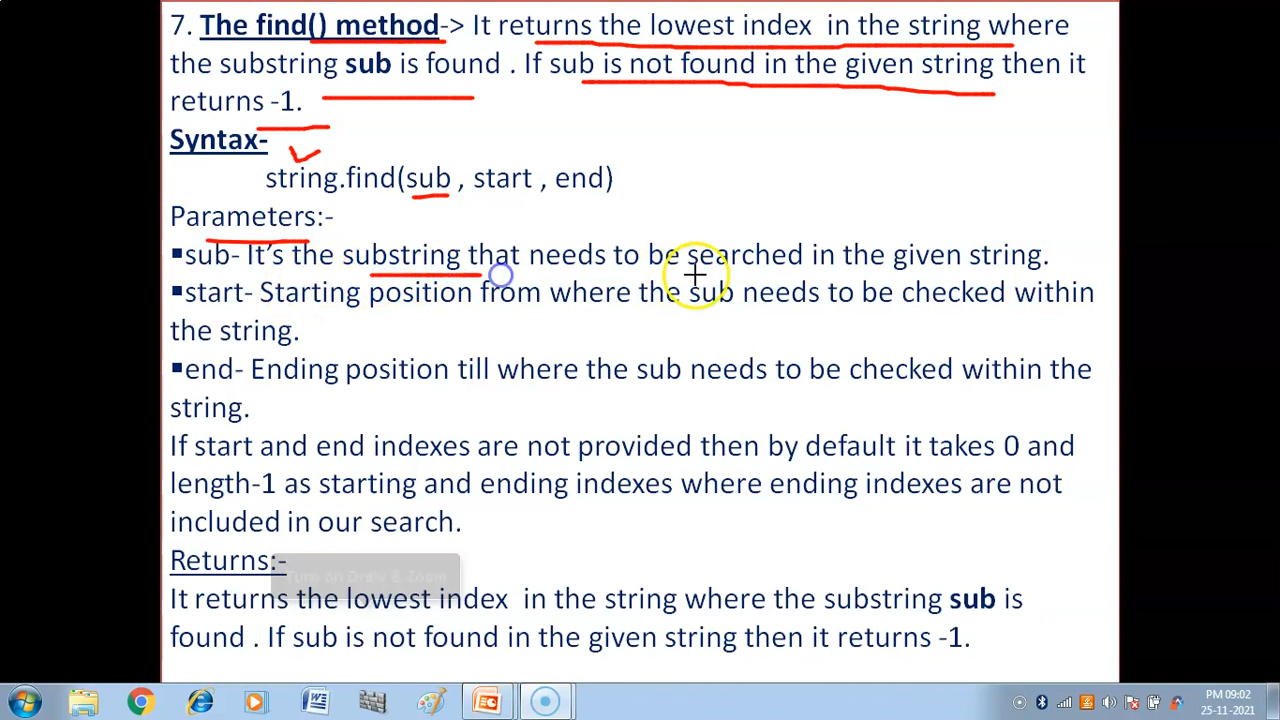 7. The find() method-> It returns the lowest index in the string where
the substring sub is found . If sub is not found in the given string then it
returns -1.
Syntax-
string.find(sub , start , end)
Parameters:-
▪sub- It's the substring that needs to be searched in the given string.
▪start- Starting position from where the sub needs to be checked within
the string.
▪end- Ending position till where the sub needs to be checked within the
string.
If start and end indexes are not provided then by default it takes 0 and
length-1 as starting and ending indexes where ending indexes are not
included in our search.
Returns:-
Turn on Draw & Zoom
It returns the lowest index in the string where the substring sub is
found . If sub is not found in the given string then it returns -1.
PM 09:02
25-11-2021